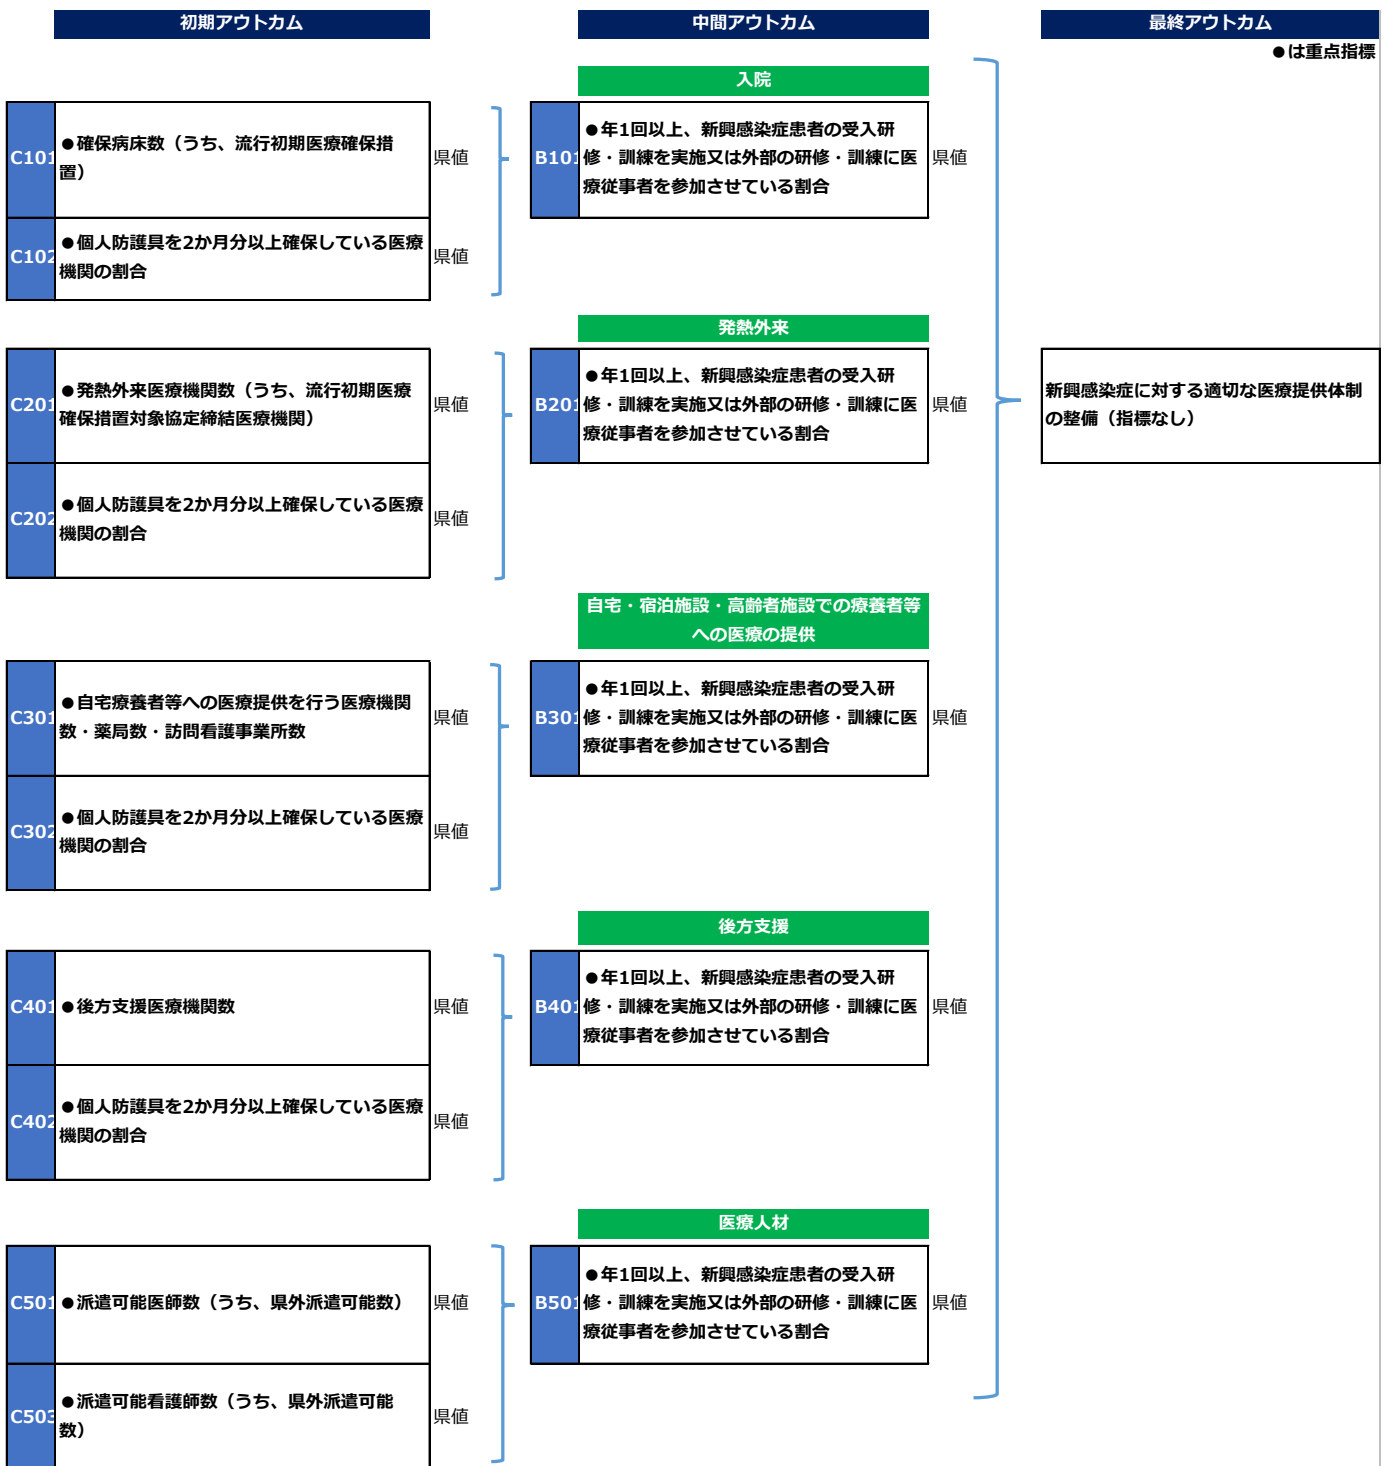 初期アウトカム
中間アウトカム
最終アウトカム
●は重点指標
入院
C101
●確保病床数（うち、流行初期医療確保措
置）
県値
B101
●年1回以上、新興感染症患者の受入研
修・訓練を実施又は外部の研修・訓練に医
療従事者を参加させている割合
県値
C102
●個人防護具を2か月分以上確保している医療
機関の割合
県値
発熱外来
C201
●発熱外来医療機関数（うち、流行初期医療
確保措置対象協定締結医療機関）
県値
B201
●年1回以上、新興感染症患者の受入研
修・訓練を実施又は外部の研修・訓練に医
療従事者を参加させている割合
県値
新興感染症に対する適切な医療提供体制
の整備（指標なし）
C202
●個人防護具を2か月分以上確保している医療
機関の割合
県値
自宅・宿泊施設・高齢者施設での療養者等
への医療の提供
C301
●自宅療養者等への医療提供を行う医療機関
数・薬局数・訪問看護事業所数
県値
B301
●年1回以上、新興感染症患者の受入研
修・訓練を実施又は外部の研修・訓練に医
療従事者を参加させている割合
県値
C302
●個人防護具を2か月分以上確保している医療
機関の割合
県値
後方支援
C401
●後方支援医療機関数
県値
B401
●年1回以上、新興感染症患者の受入研
修・訓練を実施又は外部の研修・訓練に医
療従事者を参加させている割合
県値
C402
●個人防護具を2か月分以上確保している医療
機関の割合
県値
医療人材
C501
●派遣可能医師数（うち、県外派遣可能数）
県値
B501
●年1回以上、新興感染症患者の受入研
修・訓練を実施又は外部の研修・訓練に医
療従事者を参加させている割合
県値
C503
●派遣可能看護師数（うち、県外派遣可能
数）
県値